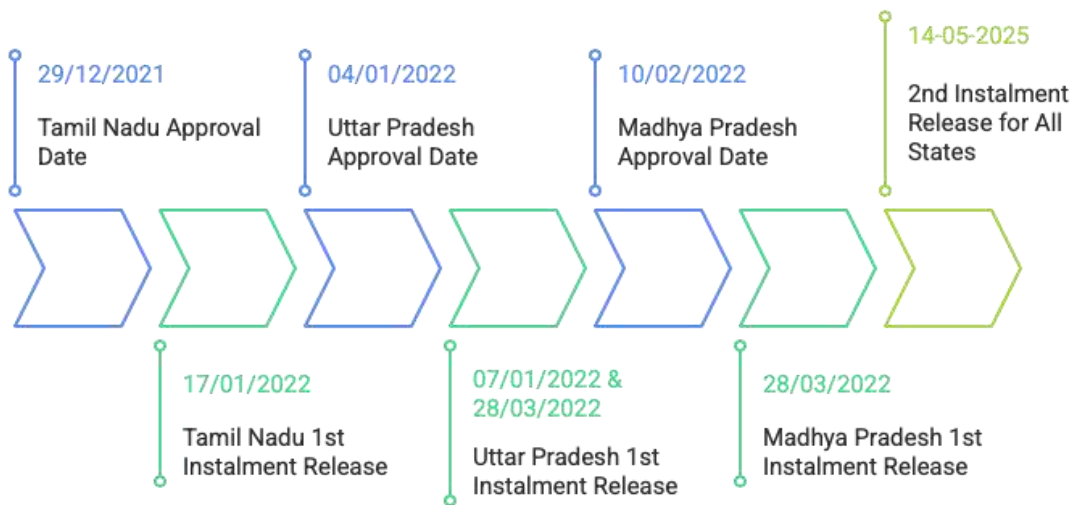 29/12/2021
Tamil Nadu Approval
Date
17/01/2022
Tamil Nadu 1st
Instalment Release
04/01/2022
Uttar Pradesh
Approval Date
07/01/2022 &
28/03/2022
Uttar Pradesh 1st
Instalment Release
10/02/2022
Madhya Pradesh
Approval Date
28/03/2022
Madhya Pradesh 1st
Instalment Release
14-05-2025
2nd Instalment
Release for All
States